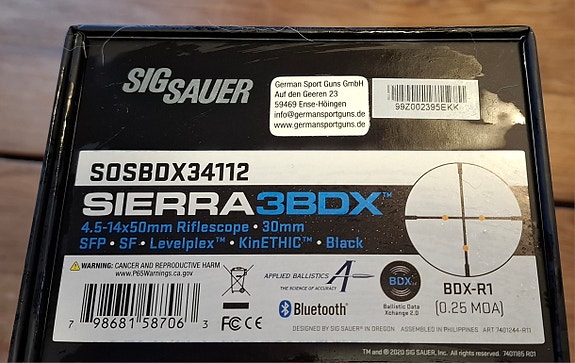 SIG SAUER
German Sport Guns GmbH
Auf den Geeren 23
59469 Ense-Höingen
info@germansportguns.de
www.germansportguns.de
99Z002395EKK
SOSBDX34112
SIERRA3BDX™
4.5-14x50mm Riflescope • 30mm
SFP • SF • Levelplex™ • KinETHIC™ • Black
WARNING: CANCER AND REPRODUCTIVE HARM
www.P65Warnings.ca.gov
7 98681 58706 3
FC CE
APPLIED BALLISTICS A
THE SCIENCE OF ACCURACY
Bluetooth®
BDX
Ballistic Data
Xchange 2.0
BDX-R1
(0.25 MOA)
DESIGNED BY SIG SAUER® IN OREGON ASSEMBLED IN PHILIPPINES ART 7401244-R11
TM and ® 2020 SIG SAUER, Inc. All rights reserved. 7401185 R01